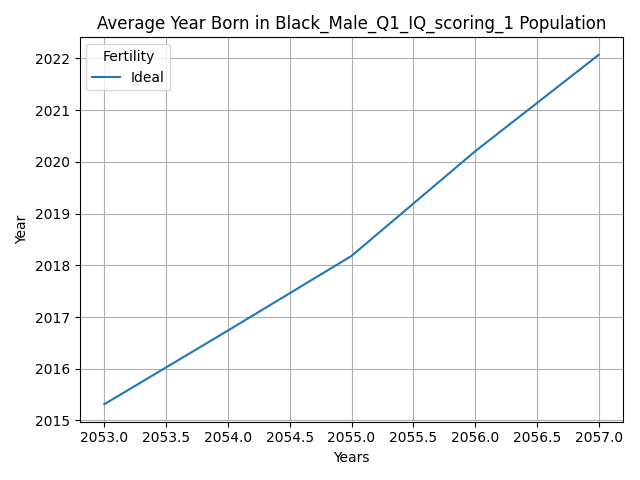 Average Year Born in Black_Male_Q1_IQ_scoring_1 Population
Fertility
Ideal
Year
2022
2021
2020
2019
2018
2017
2016
2015
2053.0 2053.5 2054.0 2054.5 2055.0 2055.5 2056.0 2056.5 2057.0
Years